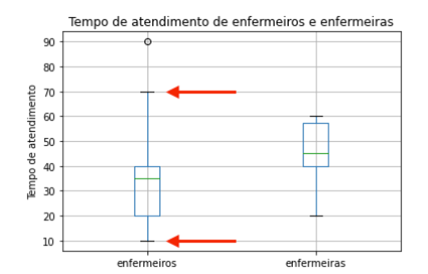 Tempo de atendimento de enfermeiros e enfermeiras
Tempo de atendimento
90
80
70
60
50
40
30
20
10
enfermeiros
enfermeiras